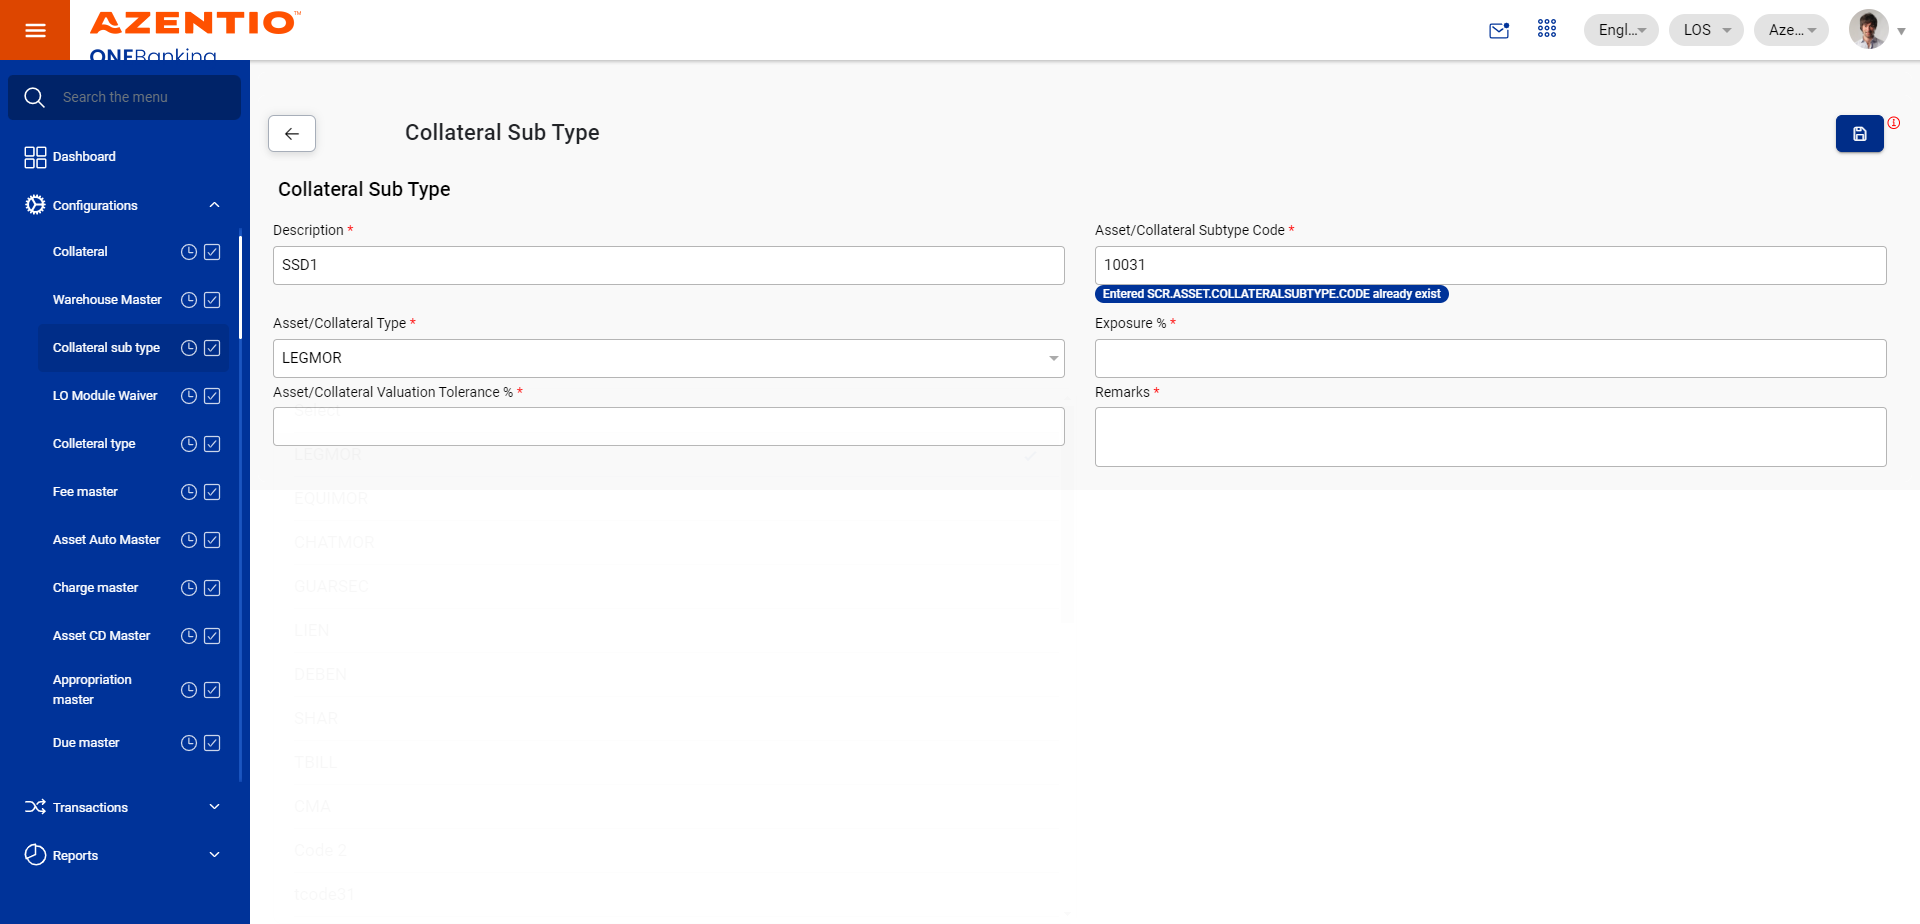 AZENTIO™
ONEBanking
Engl...
LOS
Aze...
Search the menu
Dashboard
Configurations
Collateral
Warehouse Master
Collateral sub type
LO Module Waiver
Colleteral type
Fee master
Asset Auto Master
Charge master
Asset CD Master
Appropriation
master
Due master
Transactions
Reports
Collateral Sub Type
Collateral Sub Type
Description *
SSD1
Asset/Collateral Subtype Code *
10031
Entered SCR.ASSET.COLLATERALSUBTYPE.CODE already exist
Asset/Collateral Type *
LEGMOR
Exposure % *
Asset/Collateral Valuation Tolerance % *
Remarks *
Select
LEGMOR
EQUIMOR
CHATMOR
GUARSEC
LIEN
DEBEN
SHAR
TBILL
CMA
Code 2
tcode31